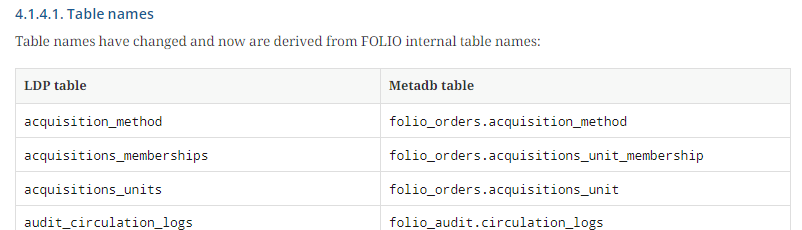 4.1.4.1. Table names
Table names have changed and now are derived from FOLIO internal table names:
LDP table Metadb table
acquisition_method folio_orders.acquisition_method
acquisitions_memberships folio_orders.acquisitions_unit_membership
acquisitions_units folio_orders.acquisitions_unit
audit_circulation_logs folio_audit.circulation_logs